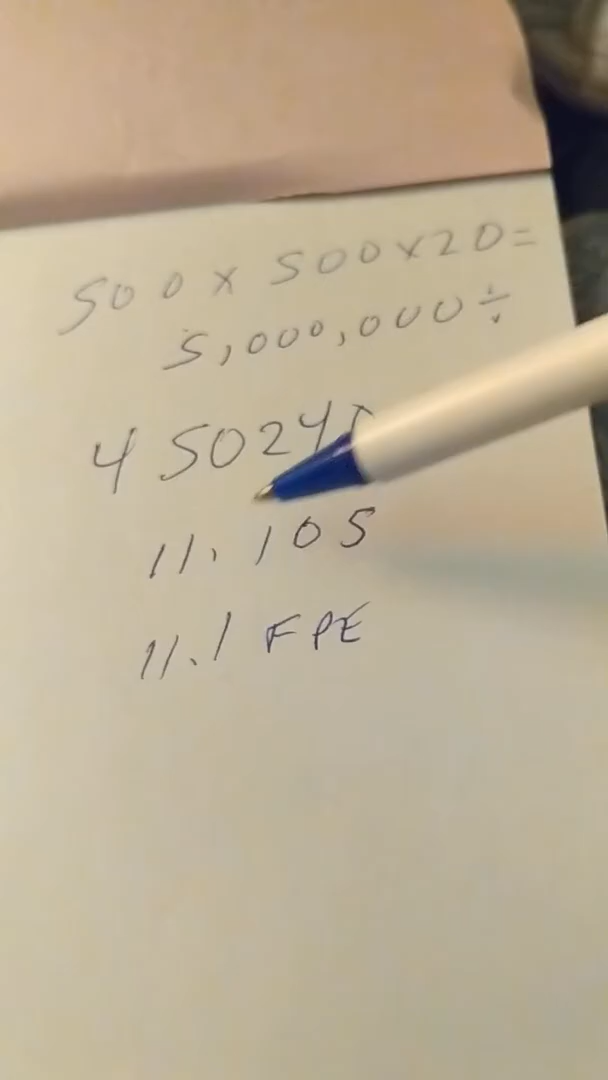 500 x 500 x 20 =
5,000,000 ÷
45024
11.105
11.1 FPE